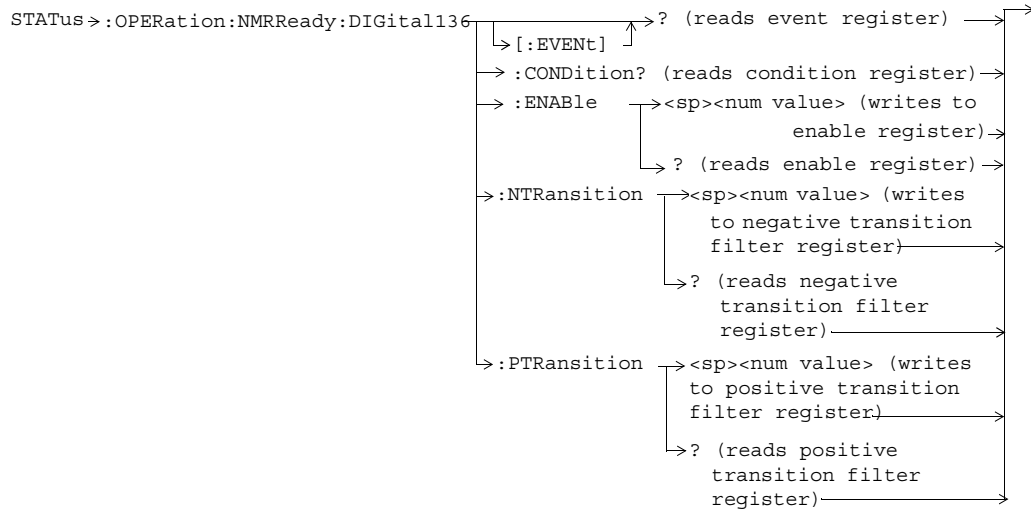 STATus :OPERation:NMRReady:DIGital136 ? (reads event register)
[:EVENt]
:CONDition? (reads condition register)
:ENABle <sp><num value> (writes to
enable register)
? (reads enable register)
:NTRansition <sp><num value> (writes
to negative transition
filter register)
? (reads negative
transition filter
register)
:PTRansition <sp><num value> (writes
to positive transition
filter register)
? (reads positive
transition filter
register)